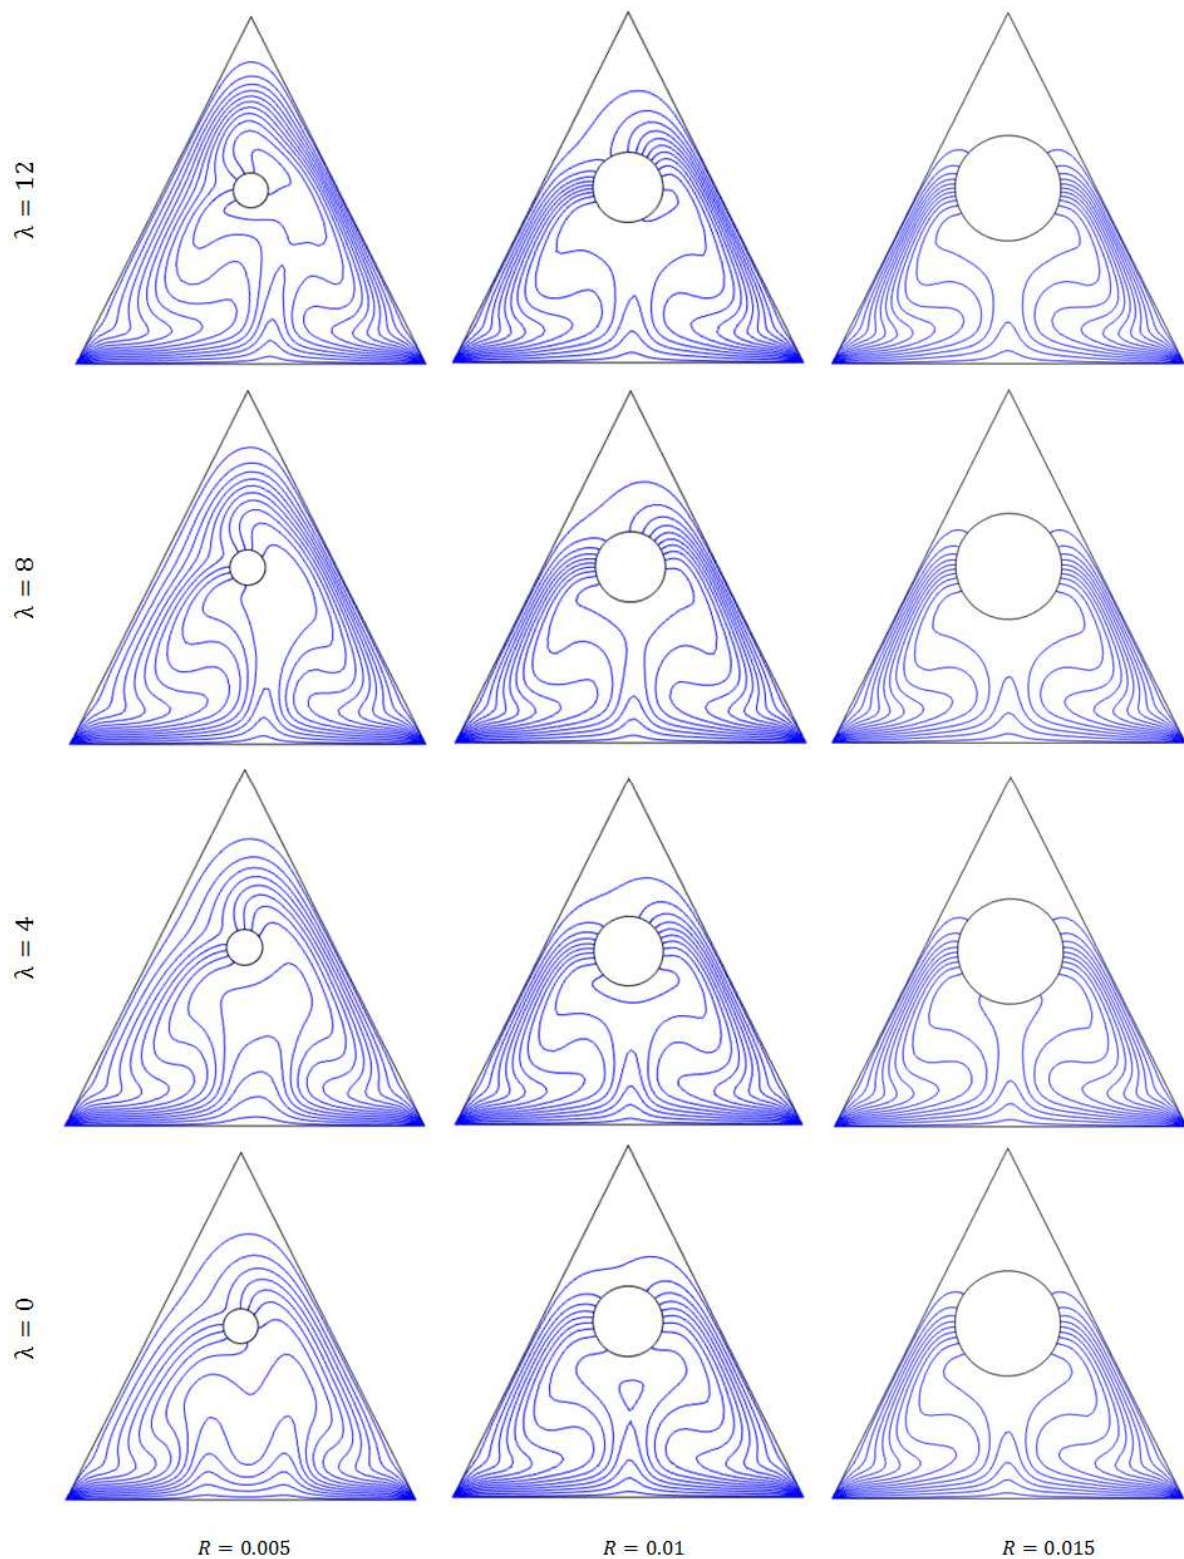 λ = 12
λ = 8
λ = 4
λ = 0
R = 0.005
R = 0.01
R = 0.015